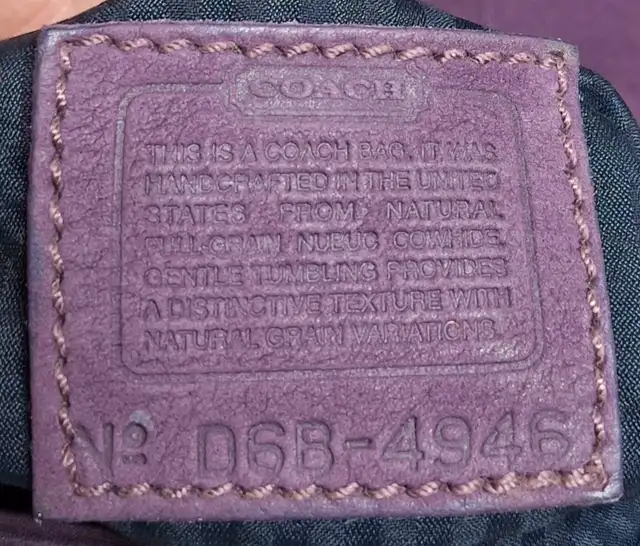 COACH
THIS IS A COACH BAG. IT WAS
HANDCRAFTED IN THE UNITED
STATES FROM NATURAL
FULL-GRAIN NUBUC COWHIDE.
GENTLE TUMBLING PROVIDES
A DISTINCTIVE TEXTURE WITH
NATURAL GRAIN VARIATIONS.
Nº D6B-4946